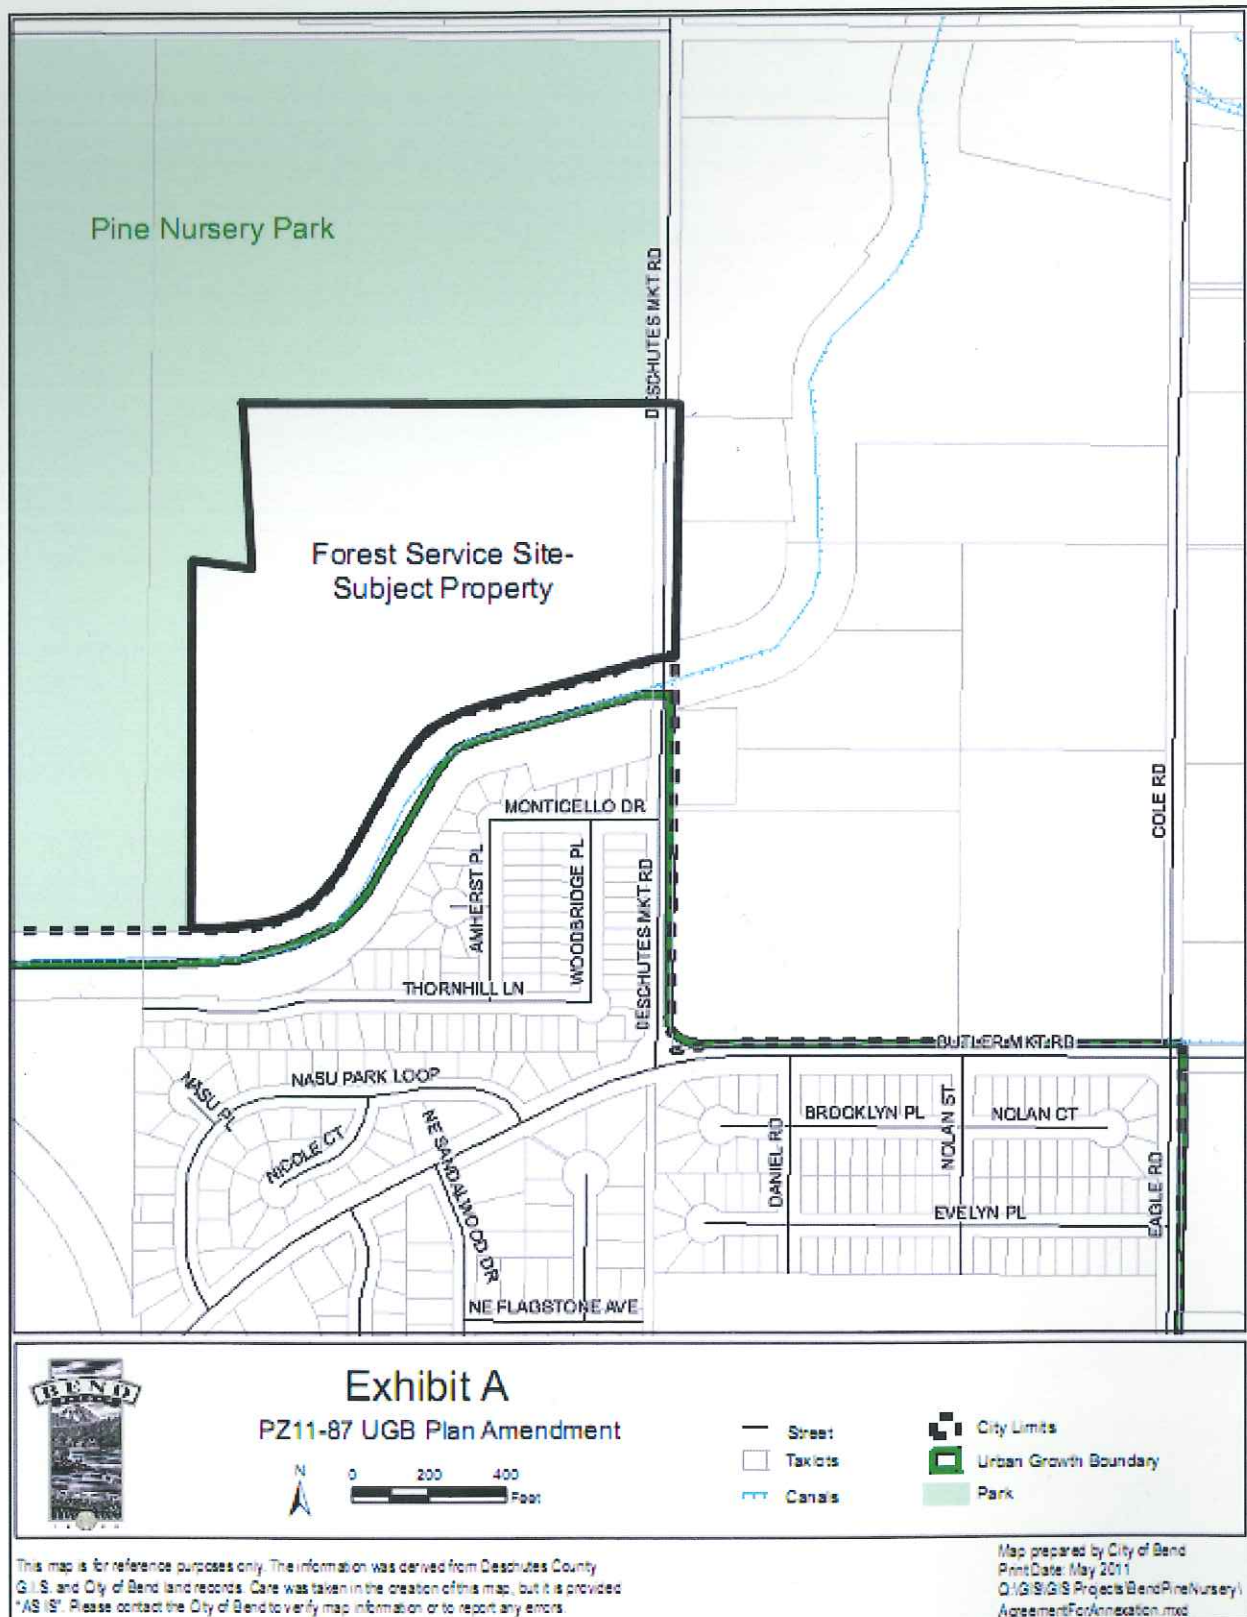 Pine Nursery Park
DESCHUTES MKT RD
Forest Service Site-
Subject Property
MONTICELLO DR
AMHERST PL
WOODBRIDGE PL
DESCHUTES MKT RD
COLE RD
THORNHILL LN
BUTLER MKT RD
NASU PL
NASU PARK LOOP
NICOLE CT
NE SANDALWOOD DR
DANIEL RD
BROOKLYN PL
NOLAN ST
NOLAN CT
EVELYN PL
EAGLE RD
NE FLAGSTONE AVE
BEND
Exhibit A
PZ11-87 UGB Plan Amendment
N
0 200 400
Feet
Street
Taxlots
Canals
City Limits
Urban Growth Boundary
Park
This map is for reference purposes only. The information was derived from Deschutes County
G.I.S. and City of Bend land records. Care was taken in the creation of this map, but it is provided
"AS IS". Please contact the City of Bend to verify map information or to report any errors.
Map prepared by City of Bend
Print Date: May 2011
Q:\GIS\GIS Projects\BendPineNursery\
AgreementForAnnexation.mxd